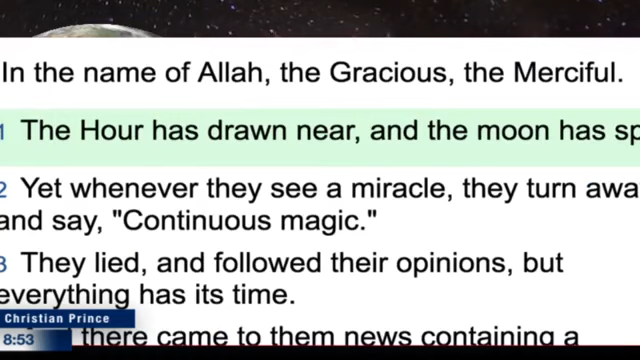 In the name of Allah, the Gracious, the Merciful.
1 The Hour has drawn near, and the moon has sp
2 Yet whenever they see a miracle, they turn awa
and say, "Continuous magic."
3 They lied, and followed their opinions, but
everything has its time.
there came to them news containing a
Christian Prince
8:53